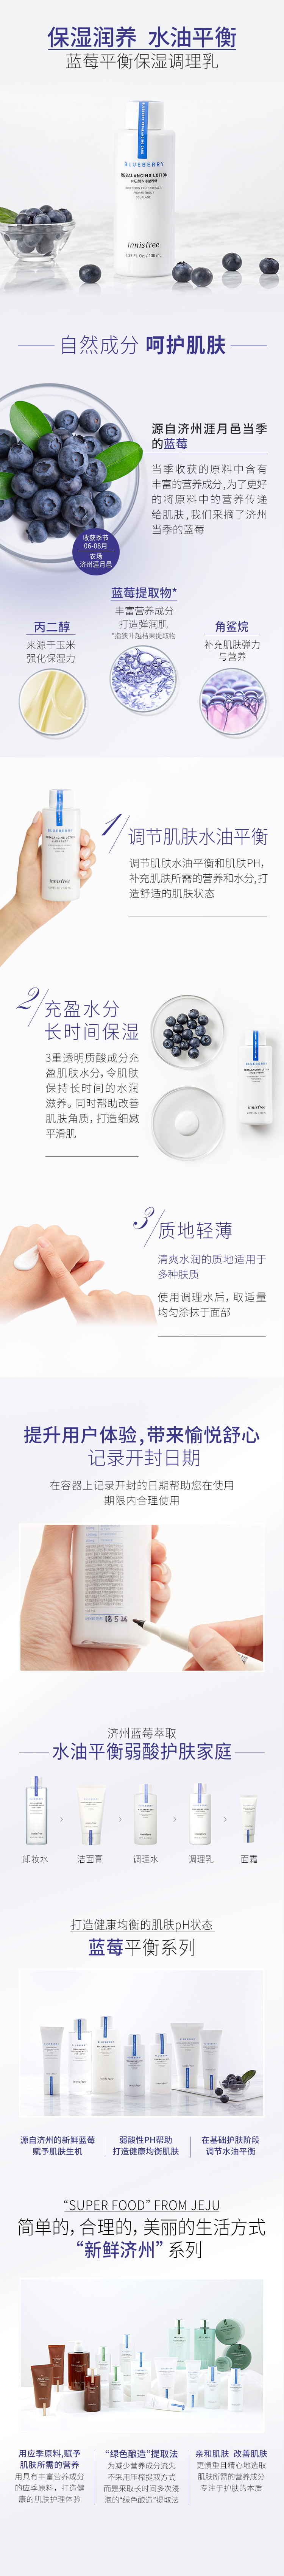 保湿润养 水油平衡
蓝莓平衡保湿调理乳
BLUEBERRY
REBALANCING LOTION
innisfree
4.39 FL. Oz. / 130 mL
自然成分 呵护肌肤
源自济州涯月邑当季
的蓝莓
当季收获的原料中含有
丰富的营养成分,为了更好
的将原料中的营养传递
给肌肤,我们采摘了济州
当季的蓝莓
收获季节
06-08月
农场
济州涯月邑
蓝莓提取物*
丰富营养成分
打造弹润肌
*指狭叶越桔果提取物
丙二醇
来源于玉米
强化保湿力
角鲨烷
补充肌肤弹力
与营养
BLUEBERRY
REBALANCING LOTION
innisfree
1
调节肌肤水油平衡
调节肌肤水油平衡和肌肤PH,
补充肌肤所需的营养和水分,打
造舒适的肌肤状态
2
充盈水分
长时间保湿
3重透明质酸成分充
盈肌肤水分, 令肌肤
保持长时间的水润
滋养。同时帮助改善
肌肤角质, 打造细嫩
平滑肌
BLUEBERRY
innisfree
3
质地轻薄
清爽水润的质地适用于
多种肤质
使用调理水后, 取适量
均匀涂抹于面部
提升用户体验,带来愉悦舒心
记录开封日期
在容器上记录开封的日期帮助您在使用
期限内合理使用
18 5 26
济州蓝莓萃取
水油平衡弱酸护肤家庭
卸妆水 > 洁面膏 > 调理水 > 调理乳 > 面霜
打造健康均衡的肌肤pH状态
蓝莓平衡系列
源自济州的新鲜蓝莓
赋予肌肤生机
弱酸性PH帮助
打造健康均衡肌肤
在基础护肤阶段
调节水油平衡
“SUPER FOOD” FROM JEJU
简单的, 合理的, 美丽的生活方式
“新鲜济州” 系列
用应季原料,赋予
肌肤所需的营养
用具有丰富营养成分
的应季原料, 打造健
康的肌肤护理体验
“绿色酿造”提取法
为减少营养成分流失
不采用压榨提取方式
而是采取长时间多次浸
泡的“绿色酿造”提取法
亲和肌肤 改善肌肤
更慎重且精心地选取
肌肤所需的营养成分
专注于护肤的本质